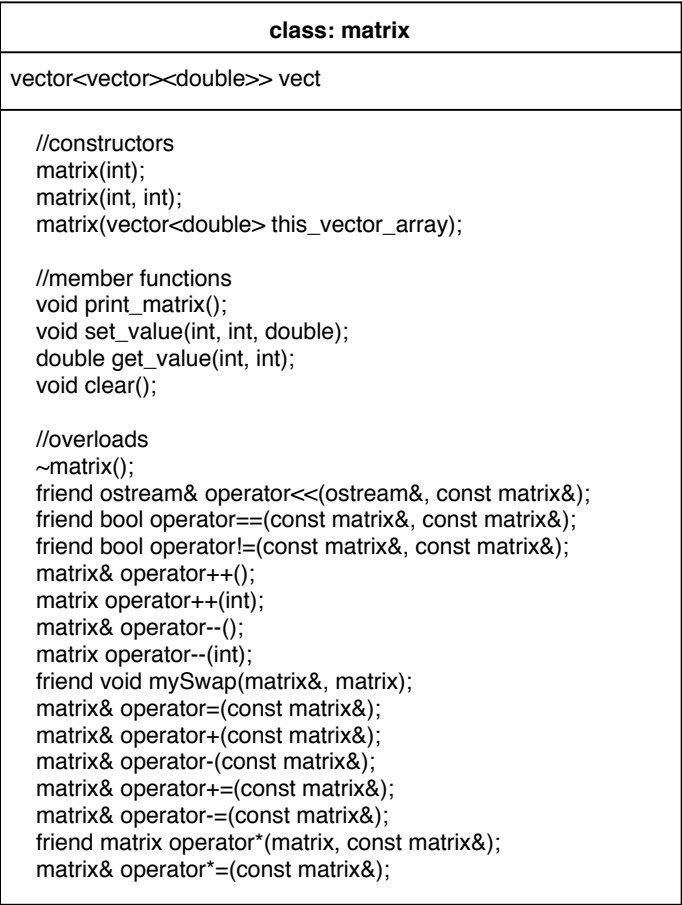 class: matrix
vector<vector><double>> vect
//constructors
matrix(int);
matrix(int, int);
matrix(vector<double> this_vector_array);
//member functions
void print_matrix();
void set_value(int, int, double);
double get_value(int, int);
void clear();
//overloads
~matrix();
friend ostream& operator<<(ostream&, const matrix&);
friend bool operator==(const matrix&, const matrix&);
friend bool operator!=(const matrix&, const matrix&);
matrix& operator++();
matrix operator++(int);
matrix& operator--();
matrix operator--(int);
friend void mySwap(matrix&, matrix);
matrix& operator=(const matrix&);
matrix& operator+(const matrix&);
matrix& operator-(const matrix&);
matrix& operator+=(const matrix&);
matrix& operator-=(const matrix&);
friend matrix operator*(matrix, const matrix&);
matrix& operator*=(const matrix&);